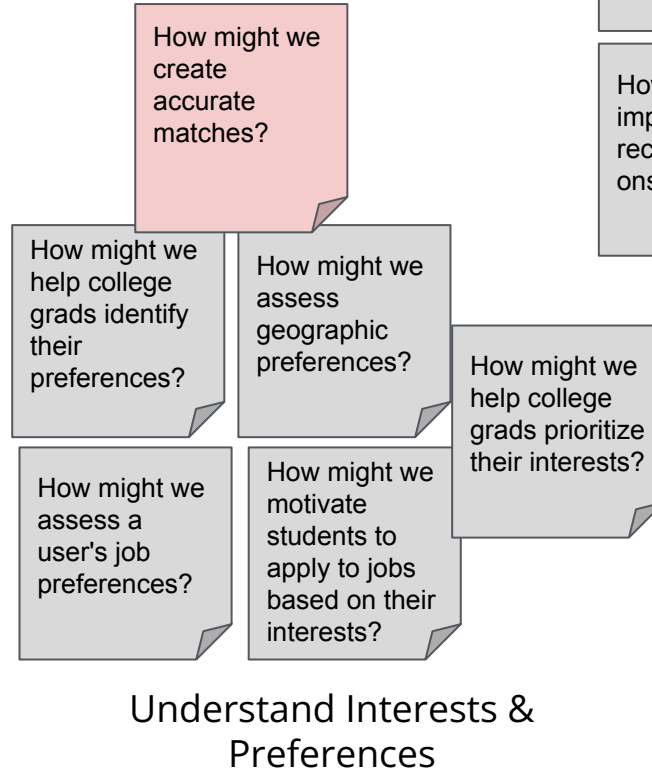 How might we
create
accurate
matches?
How might we
help college
grads identify
their
preferences?
How might we
assess
geographic
preferences?
How might we
help college
grads prioritize
their interests?
How might we
assess a
user's job
preferences?
How might we
motivate
students to
apply to jobs
based on their
interests?
Understand Interests &
Preferences